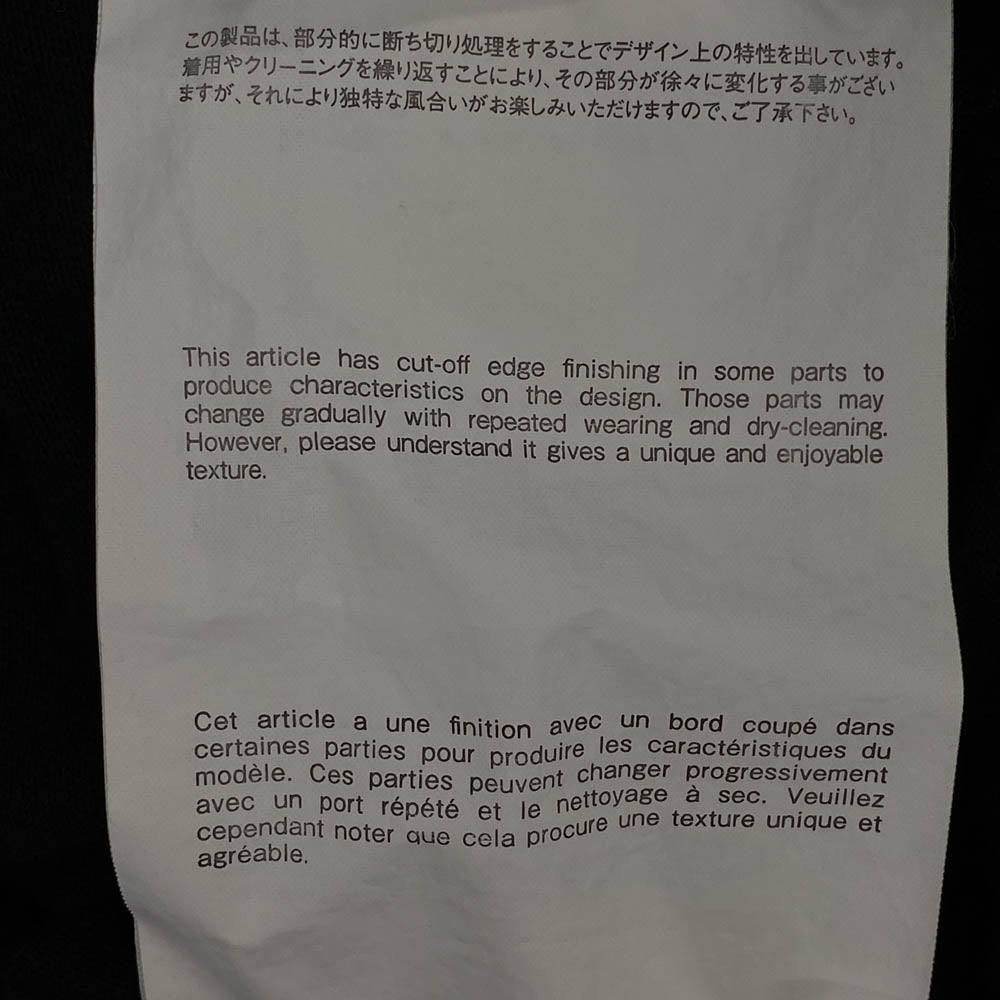 この製品は、部分的に断ち切り処理をすることでデザイン上の特性を出しています。
着用やクリーニングを繰り返すことにより、その部分が徐々に変化する事がござい
ますが、それにより独特な風合いがお楽しみいただけますので、ご了承下さい。
This article has cut-off edge finishing in some parts to
produce characteristics on the design. Those parts may
change gradually with repeated wearing and dry-cleaning.
However, please understand it gives a unique and enjoyable
texture.
Cet article a une finition avec un bord coupé dans
certaines parties pour produire les caractéristiques du
modèle. Ces parties peuvent changer progressivement
avec un port répété et le nettoyage à sec. Veuillez
cependant noter que cela procure une texture unique et
agréable.